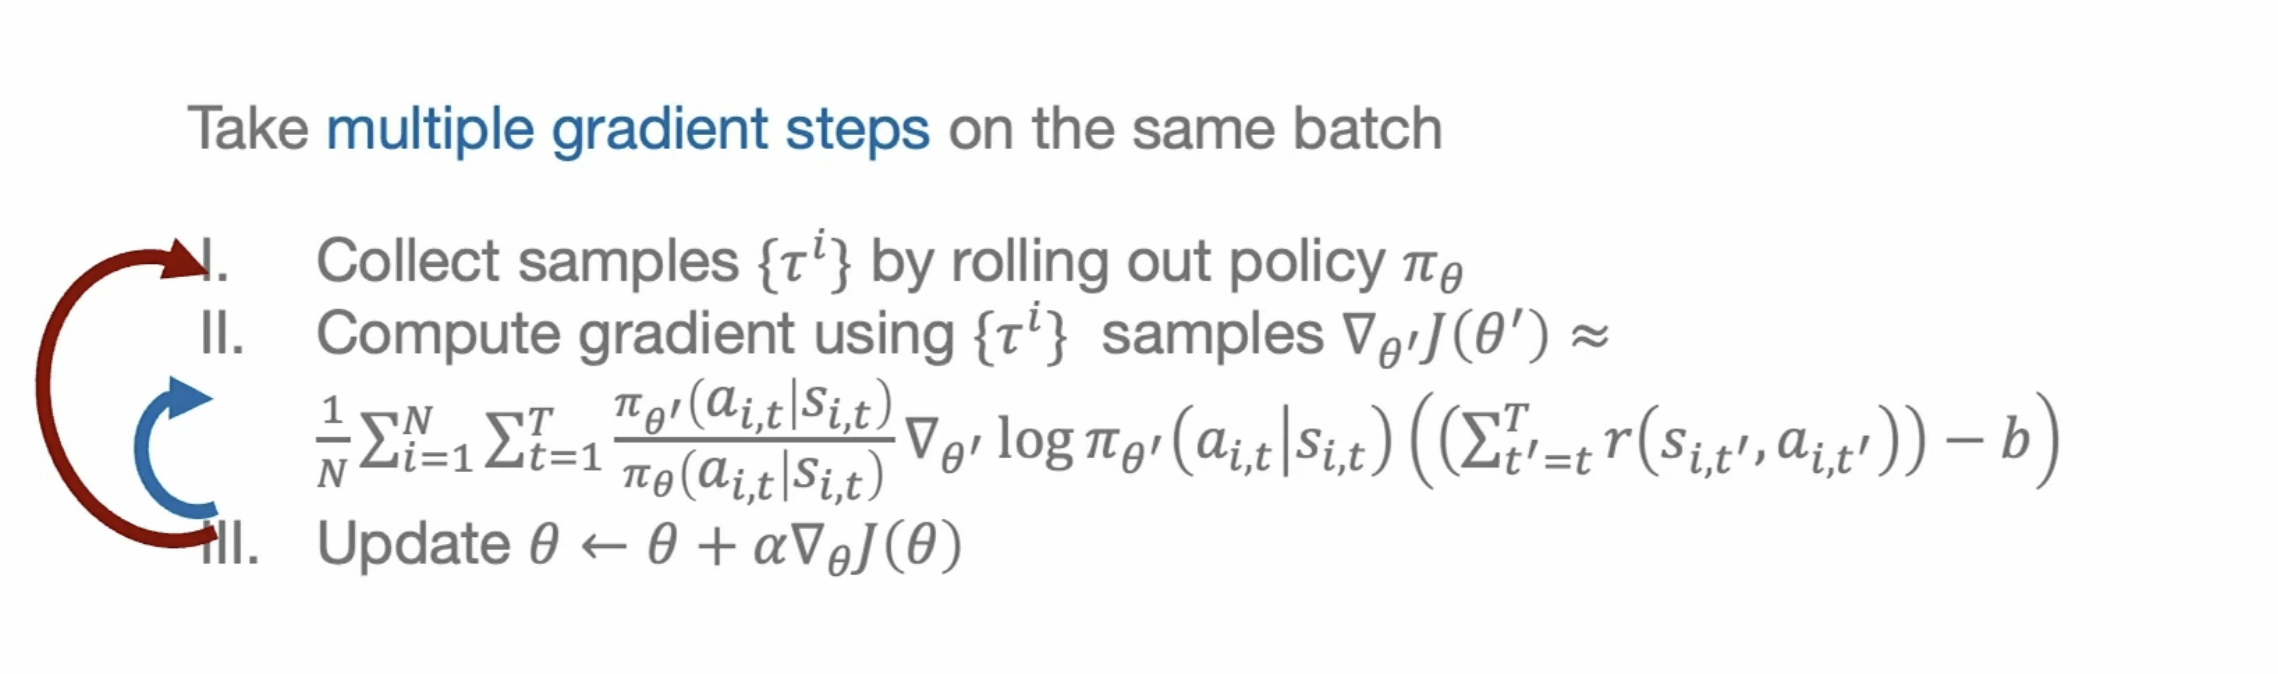 Take multiple gradient steps on the same batch
I. Collect samples {τ^i} by rolling out policy π_θ
II. Compute gradient using {τ^i} samples ∇_θ′ J(θ′) ≈
1/N ∑_{i=1}^N ∑_{t=1}^T π_θ′(a_{i,t}|s_{i,t}) / π_θ(a_{i,t}|s_{i,t}) ∇_θ′ log π_θ′(a_{i,t}|s_{i,t}) ((∑_{t′=t}^T r(s_{i,t′}, a_{i,t′})) − b)
III. Update θ ← θ + α∇_θ J(θ)